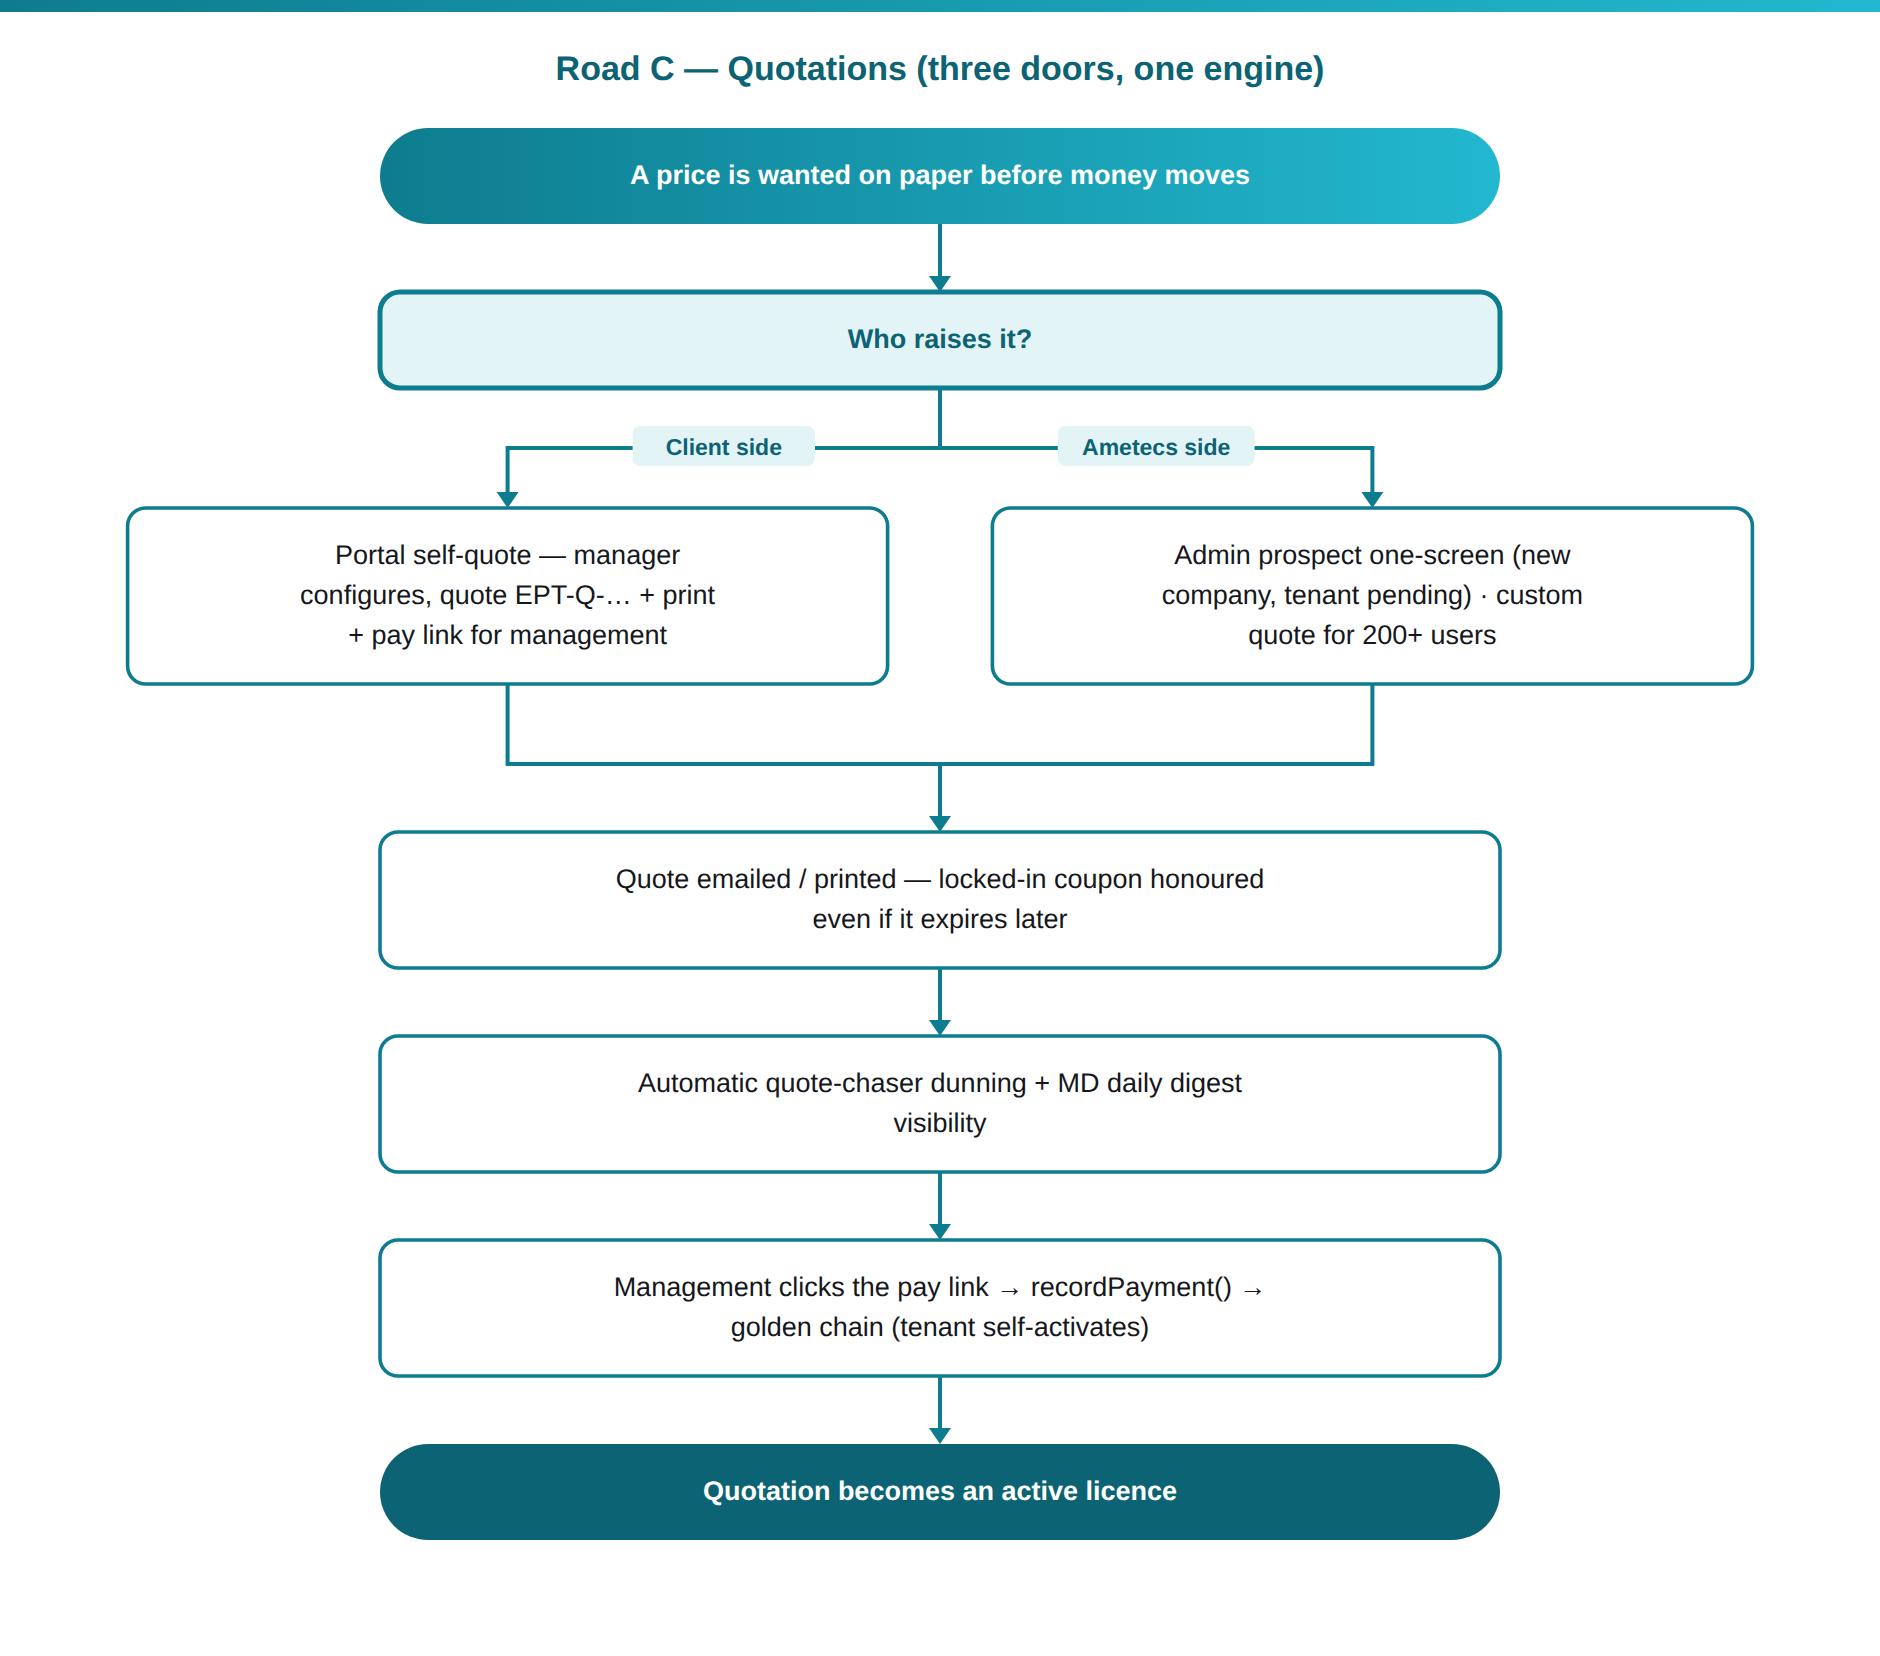 Road C — Quotations (three doors, one engine)
A price is wanted on paper before money moves
Who raises it?
Client side
Ametecs side
Portal self-quote — manager
configures, quote EPT-Q-… + print
+ pay link for management
Admin prospect one-screen (new
company, tenant pending) · custom
quote for 200+ users
Quote emailed / printed — locked-in coupon honoured
even if it expires later
Automatic quote-chaser dunning + MD daily digest
visibility
Management clicks the pay link → recordPayment() →
golden chain (tenant self-activates)
Quotation becomes an active licence